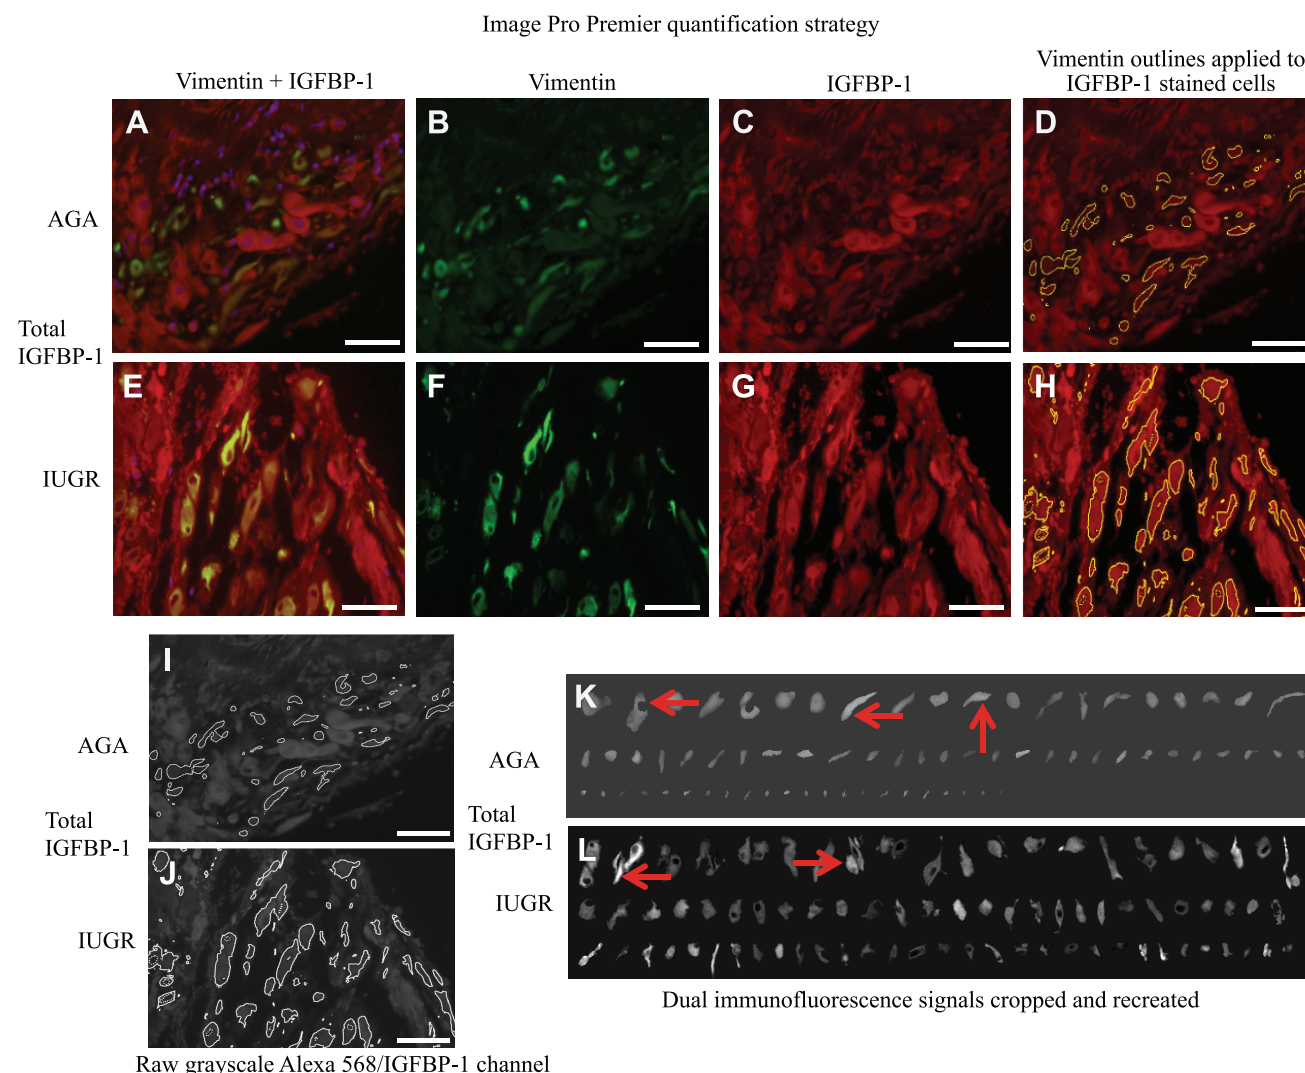 Image Pro Premier quantification strategy
Vimentin + IGFBP-1
Vimentin
IGFBP-1
Vimentin outlines applied to
IGFBP-1 stained cells
A
B
C
D
AGA
Total
IGFBP-1
E
F
G
H
IUGR
I
AGA
Total
IGFBP-1
J
IUGR
Raw grayscale Alexa 568/IGFBP-1 channel
K
AGA
Total
IGFBP-1
L
IUGR
Dual immunofluorescence signals cropped and recreated